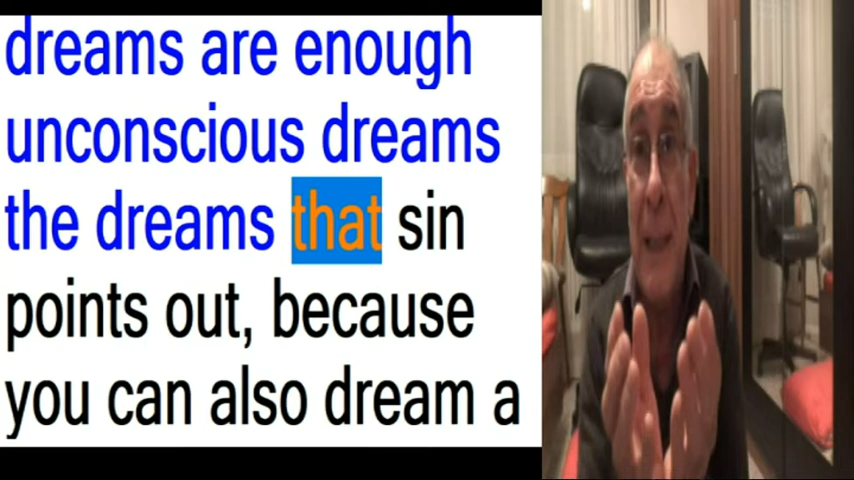 dreams are enough
unconscious dreams
the dreams that sin
points out, because
you can also dream a